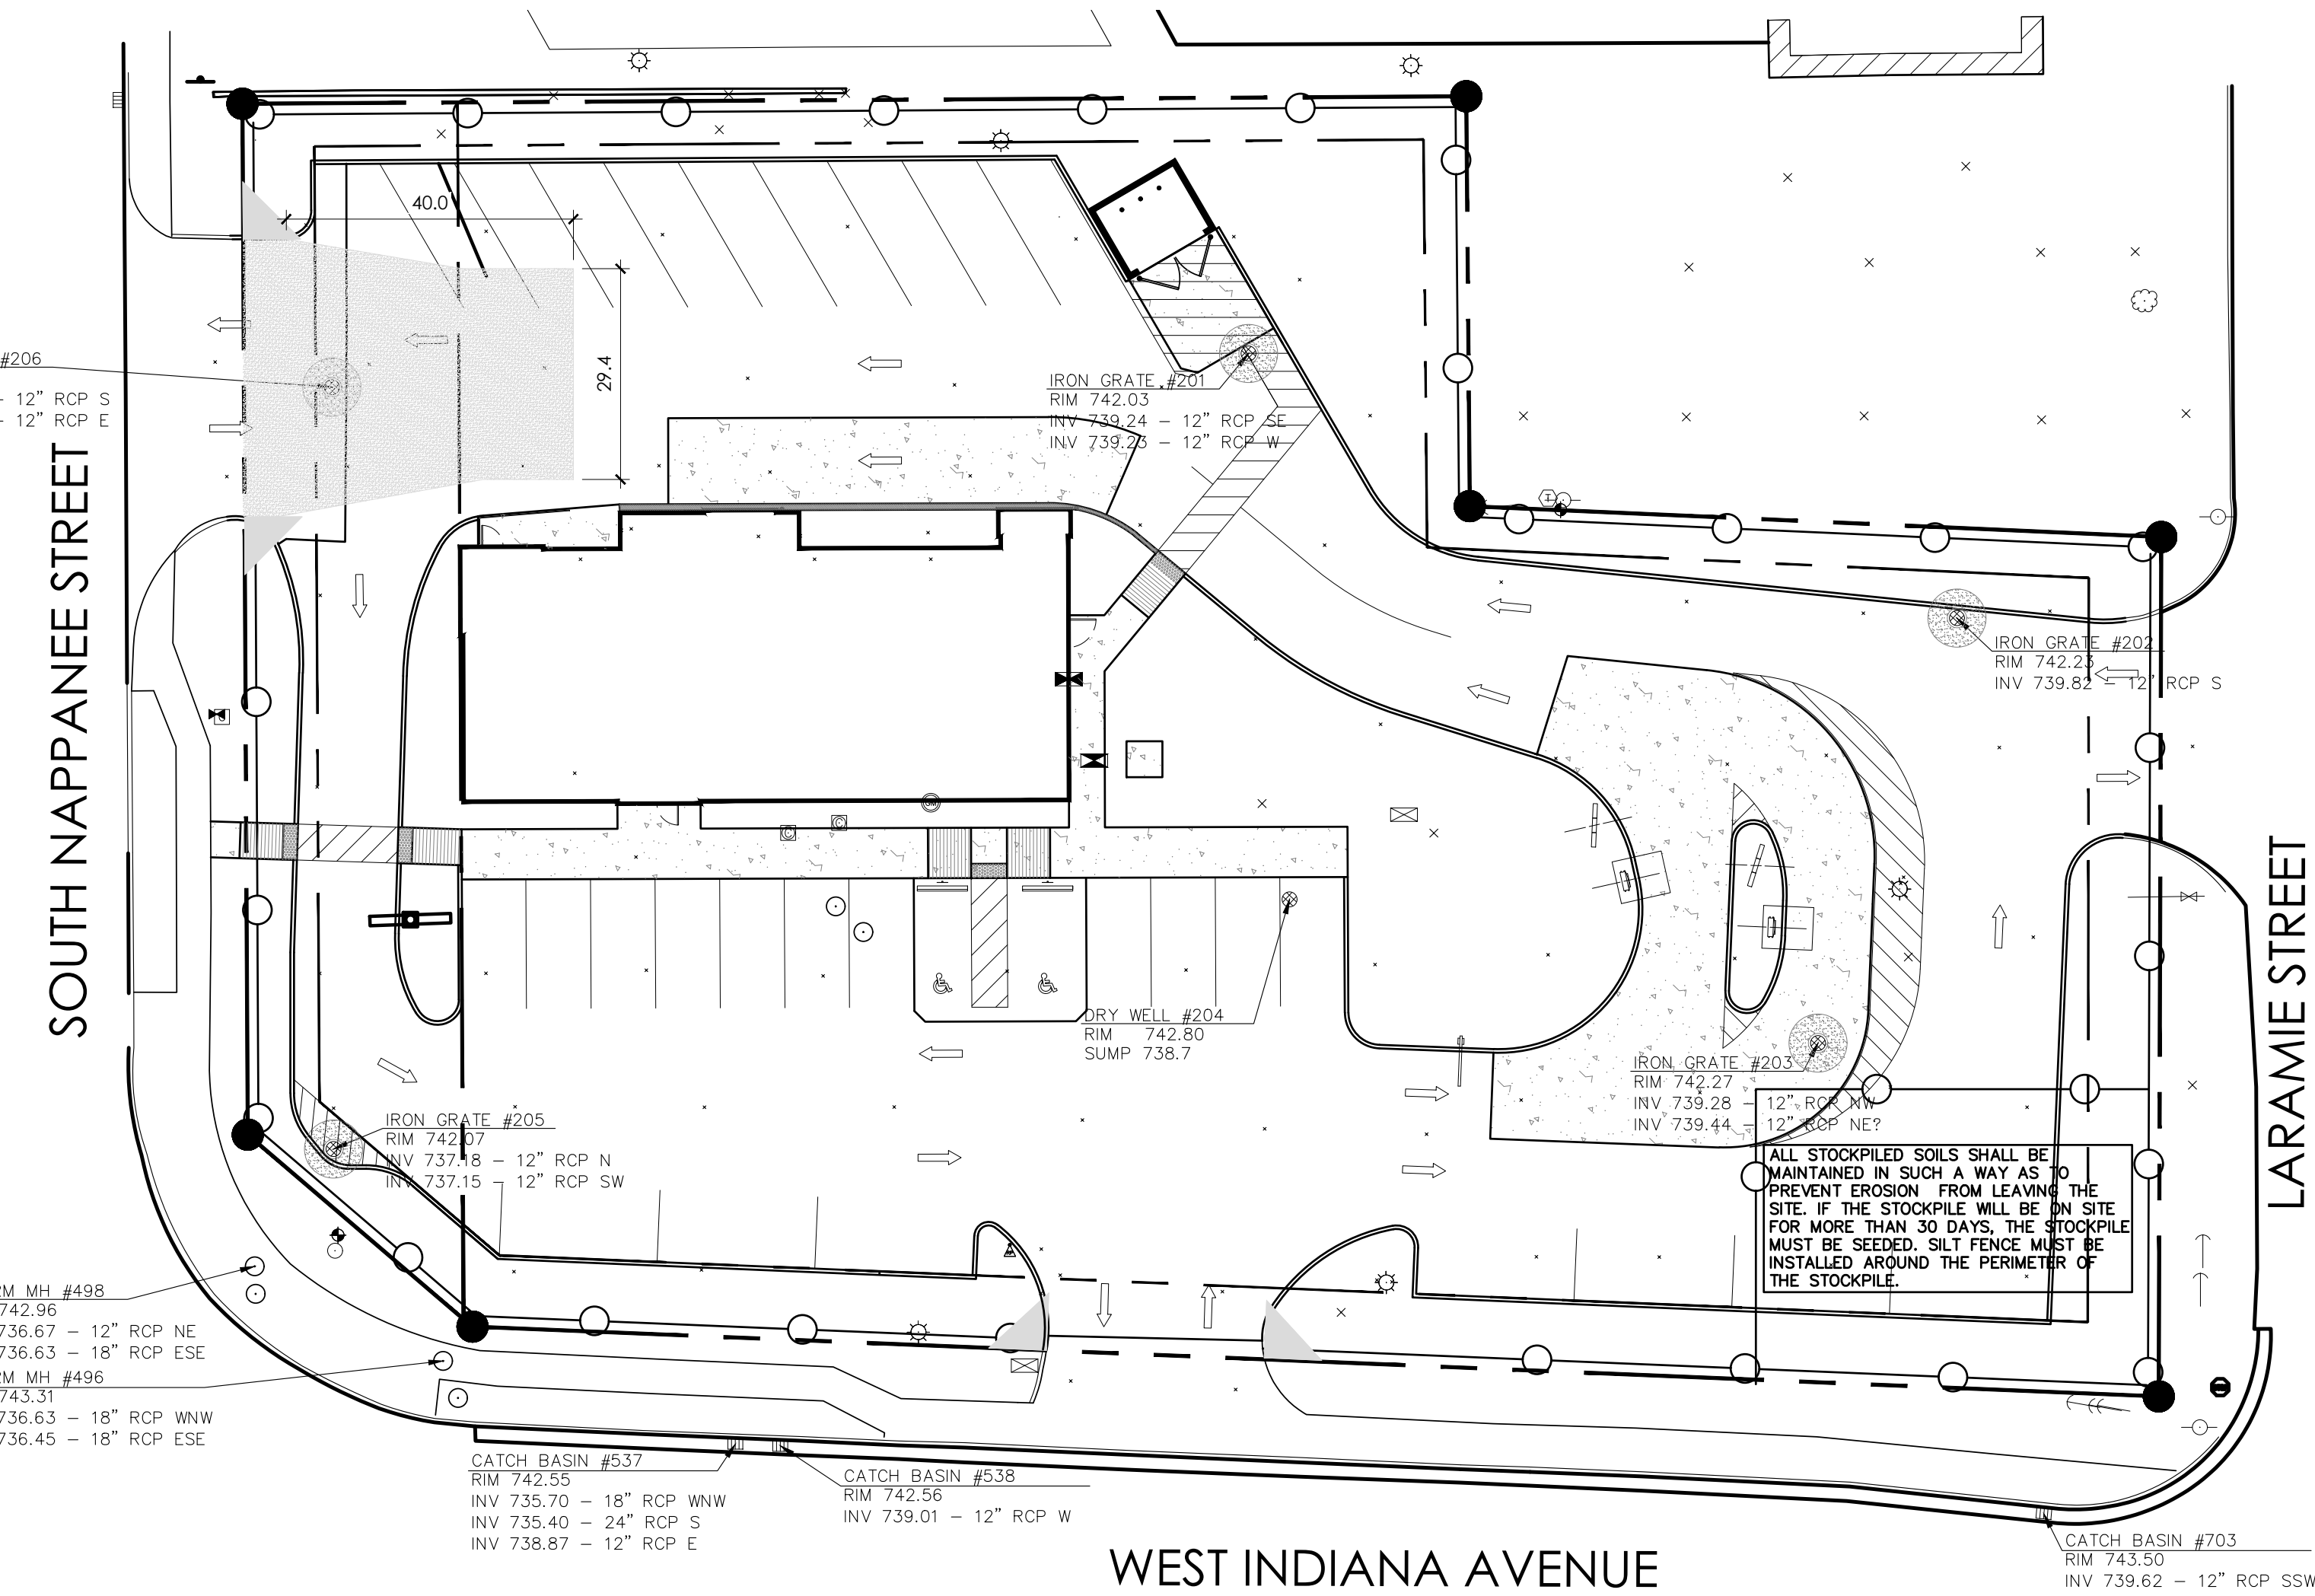 40.0
29.4
#206
- 12" RCP S
- 12" RCP E
IRON GRATE #201
RIM 742.03
INV 739.24 - 12" RCP SE
INV 739.23 - 12" RCP W
SOUTH NAPPANEE STREET
IRON GRATE #202
RIM 742.23
INV 739.82 - 12" RCP S
T
G
GM
C
C
DRY WELL #204
RIM 742.80
SUMP 738.7
LARAMIE STREET
IRON GRATE #203
RIM 742.27
INV 739.28 - 12" RCP NW
INV 739.44 - 12" RCP NE?
IRON GRATE #205
RIM 742.07
INV 737.18 - 12" RCP N
INV 737.15 - 12" RCP SW
ALL STOCKPILED SOILS SHALL BE
MAINTAINED IN SUCH A WAY AS TO
PREVENT EROSION FROM LEAVING THE
SITE. IF THE STOCKPILE WILL BE ON SITE
FOR MORE THAN 30 DAYS, THE STOCKPILE
MUST BE SEEDED. SILT FENCE MUST BE
INSTALLED AROUND THE PERIMETER OF
THE STOCKPILE.
RM MH #498
742.96
736.67 - 12" RCP NE
736.63 - 18" RCP ESE
RM MH #496
743.31
736.63 - 18" RCP WNW
736.45 - 18" RCP ESE
CATCH BASIN #537
RIM 742.55
INV 735.70 - 18" RCP WNW
INV 735.40 - 24" RCP S
INV 738.87 - 12" RCP E
CATCH BASIN #538
RIM 742.56
INV 739.01 - 12" RCP W
WEST INDIANA AVENUE
CATCH BASIN #703
RIM 743.50
INV 739.62 - 12" RCP SSW